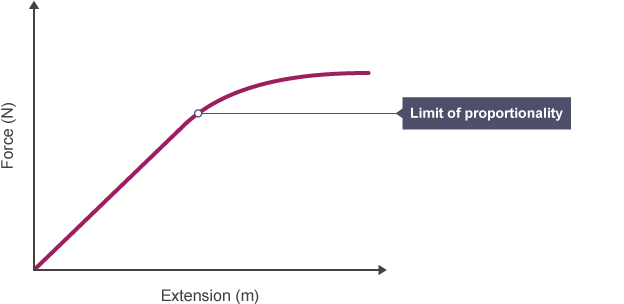 Force (N)
Limit of proportionality
Extension (m)